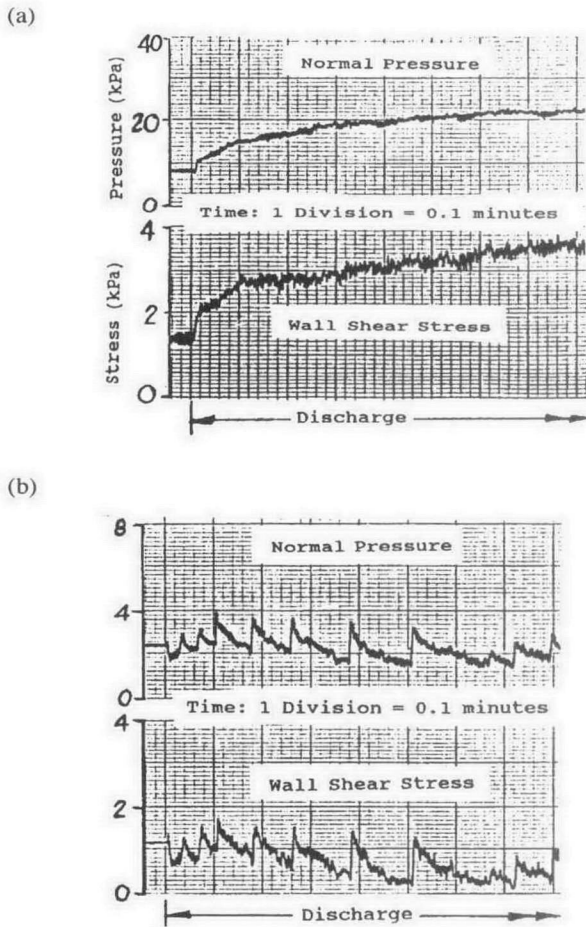 (a)
40
Normal Pressure
Pressure (kPa)
20
0
Time: 1 Division = 0.1 minutes
4
Stress (kPa)
2
Wall Shear Stress
0
Discharge
(b)
8
Normal Pressure
4
0
Time: 1 Division = 0.1 minutes
4
Wall Shear Stress
2
0
Discharge